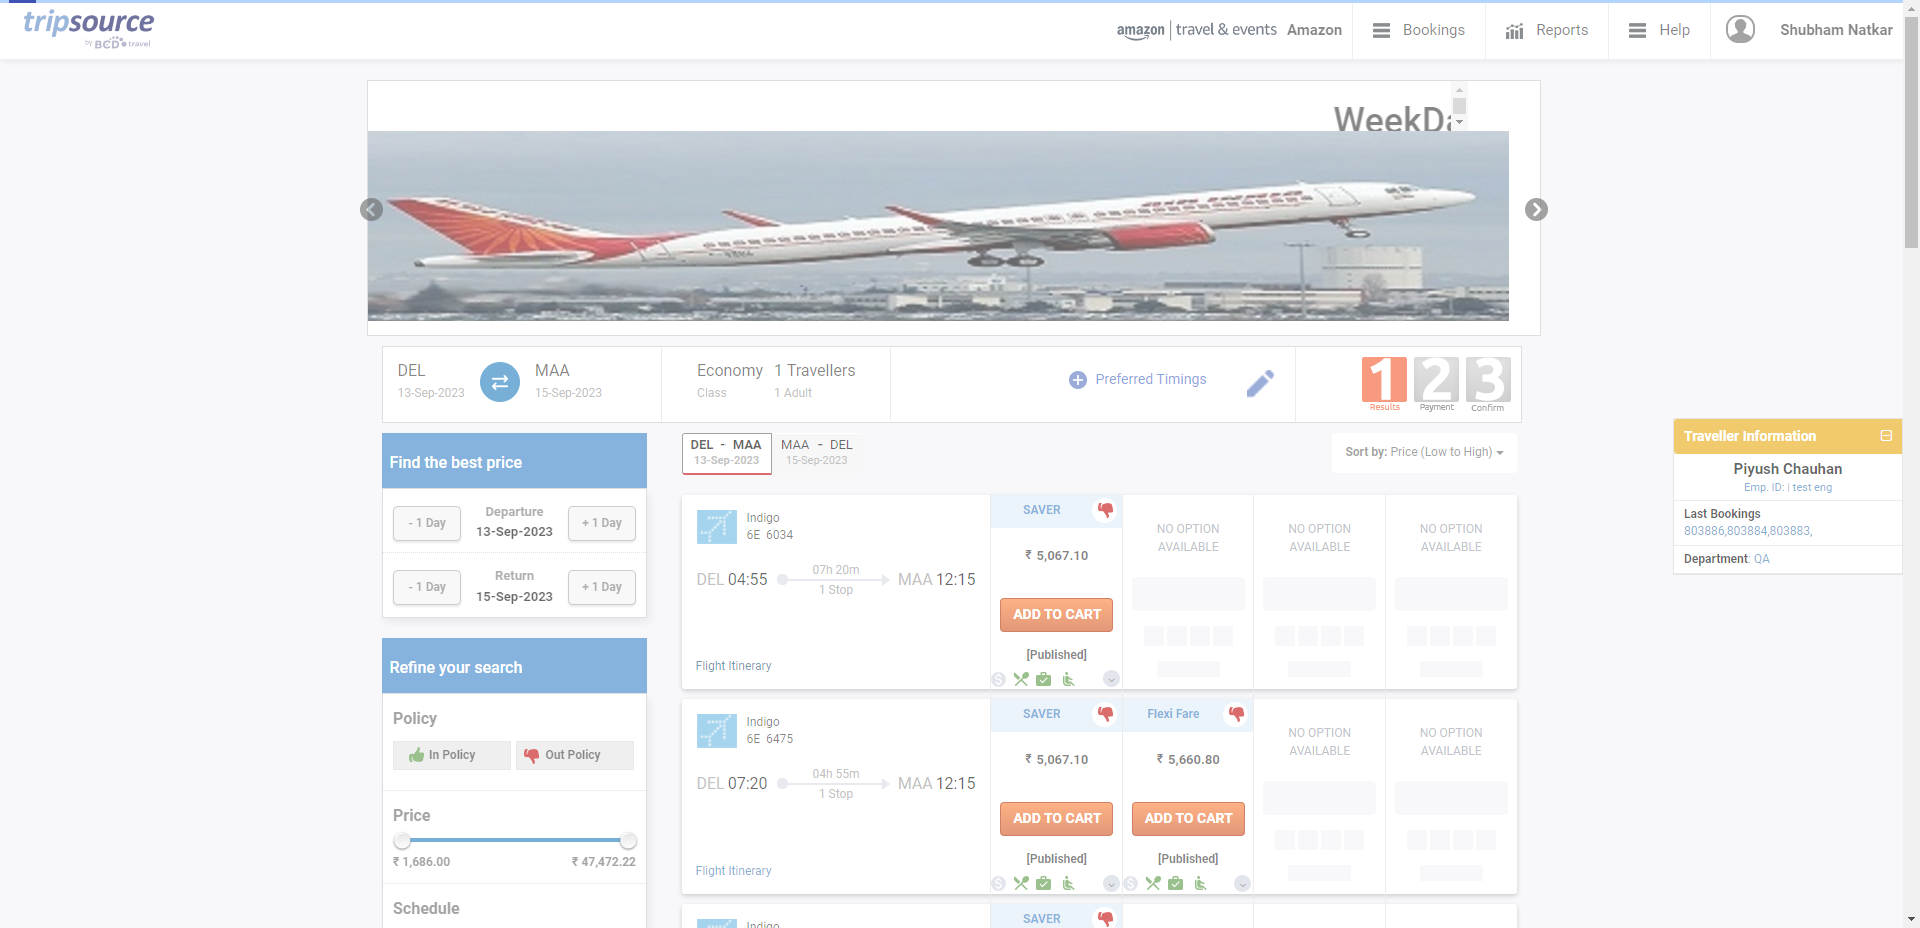 tripsource
by BCD travel
amazon | travel & events Amazon
Bookings
Reports
Help
Shubham Natkar
WeekDa
AIR INDIA
DEL
13-Sep-2023
MAA
15-Sep-2023
Economy
Class
1 Travellers
1 Adult
Preferred Timings
1 2 3
Results Payment Confirm
Find the best price
- 1 Day
Departure
13-Sep-2023
+ 1 Day
- 1 Day
Return
15-Sep-2023
+ 1 Day
Refine your search
Policy
In Policy
Out Policy
Price
₹ 1,686.00
₹ 47,472.22
Schedule
DEL - MAA
13-Sep-2023
MAA - DEL
15-Sep-2023
Sort by: Price (Low to High)
Indigo
6E 6034
DEL 04:55
07h 20m
1 Stop
MAA 12:15
Flight Itinerary
SAVER
₹ 5,067.10
ADD TO CART
[Published]
NO OPTION
AVAILABLE
NO OPTION
AVAILABLE
NO OPTION
AVAILABLE
Indigo
6E 6475
DEL 07:20
04h 55m
1 Stop
MAA 12:15
Flight Itinerary
SAVER
₹ 5,067.10
ADD TO CART
[Published]
Flexi Fare
₹ 5,660.80
ADD TO CART
[Published]
NO OPTION
AVAILABLE
NO OPTION
AVAILABLE
Indigo
SAVER
Traveller Information
Piyush Chauhan
Emp. ID: | test eng
Last Bookings
803886,803884,803883,
Department: QA